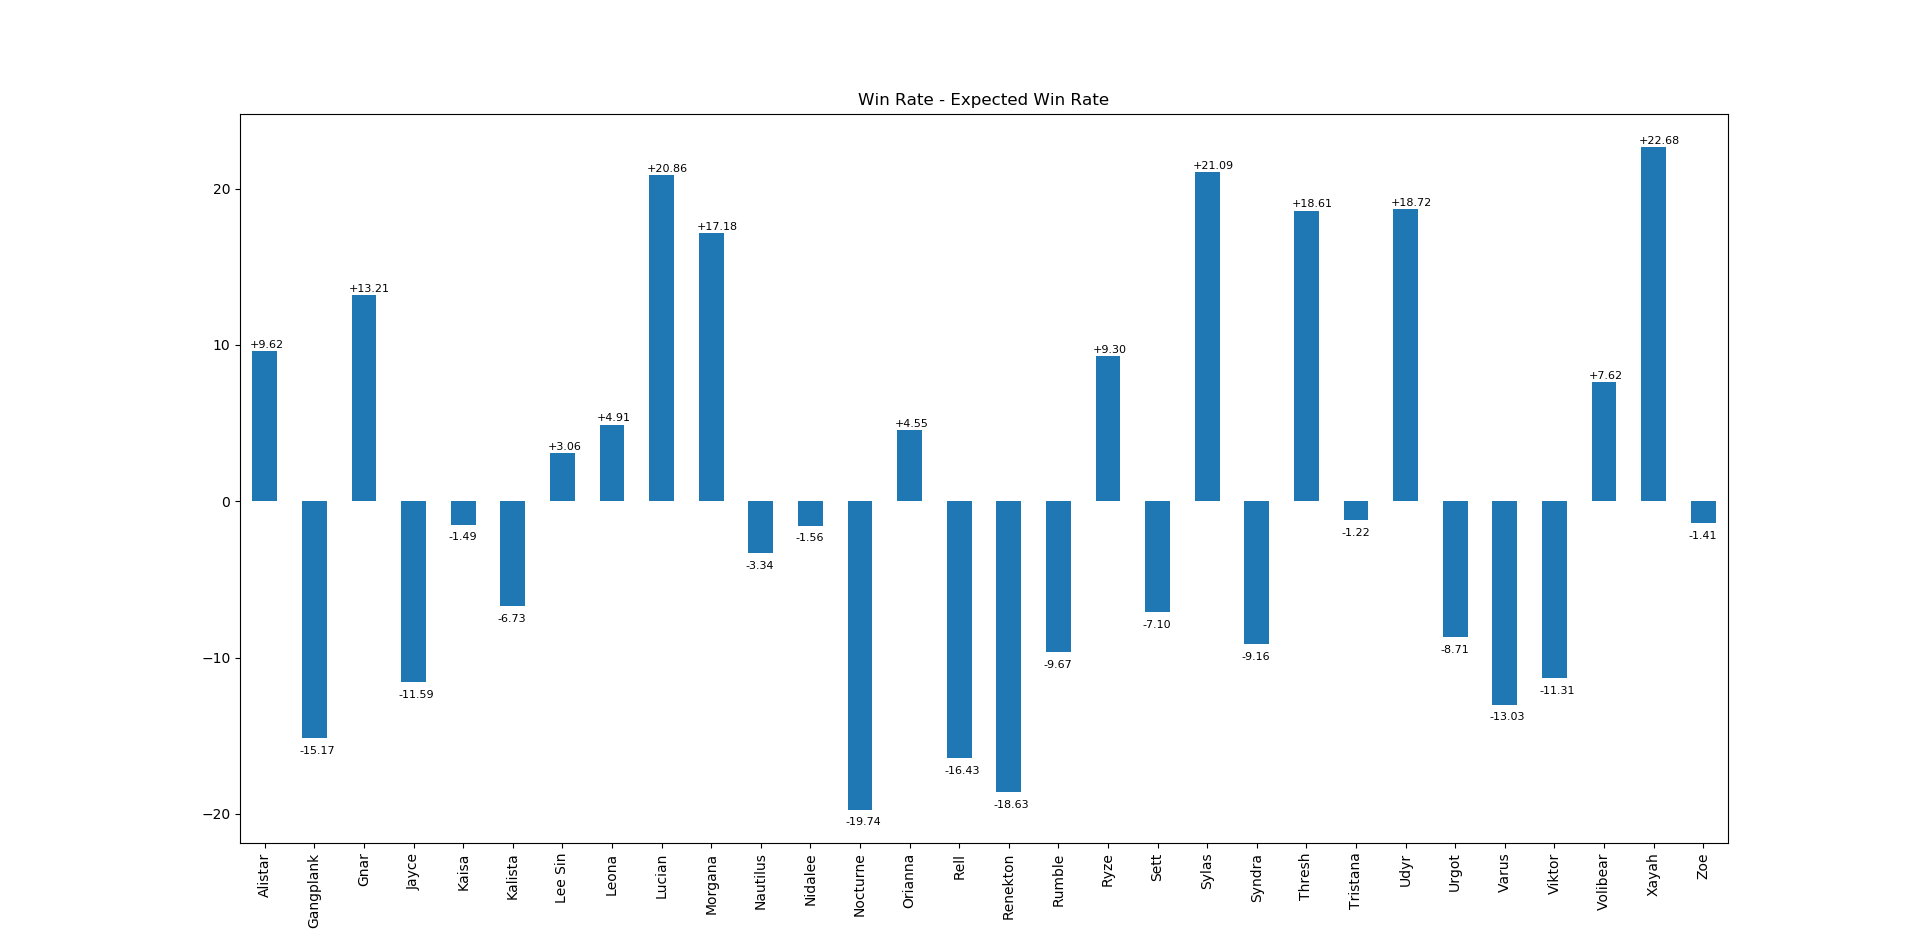 Win Rate - Expected Win Rate
20
10
0
−10
−20
+9.62
-15.17
+13.21
-11.59
-1.49
-6.73
+3.06
+4.91
+20.86
+17.18
-3.34
-1.56
-19.74
+4.55
-16.43
-18.63
-9.67
+9.30
-7.10
+21.09
-9.16
+18.61
-1.22
+18.72
-8.71
-13.03
-11.31
+7.62
+22.68
-1.41
Alistar
Gangplank
Gnar
Jayce
Kaisa
Kalista
Lee Sin
Leona
Lucian
Morgana
Nautilus
Nidalee
Nocturne
Orianna
Rell
Renekton
Rumble
Ryze
Sett
Sylas
Syndra
Thresh
Tristana
Udyr
Urgot
Varus
Viktor
Volibear
Xayah
Zoe